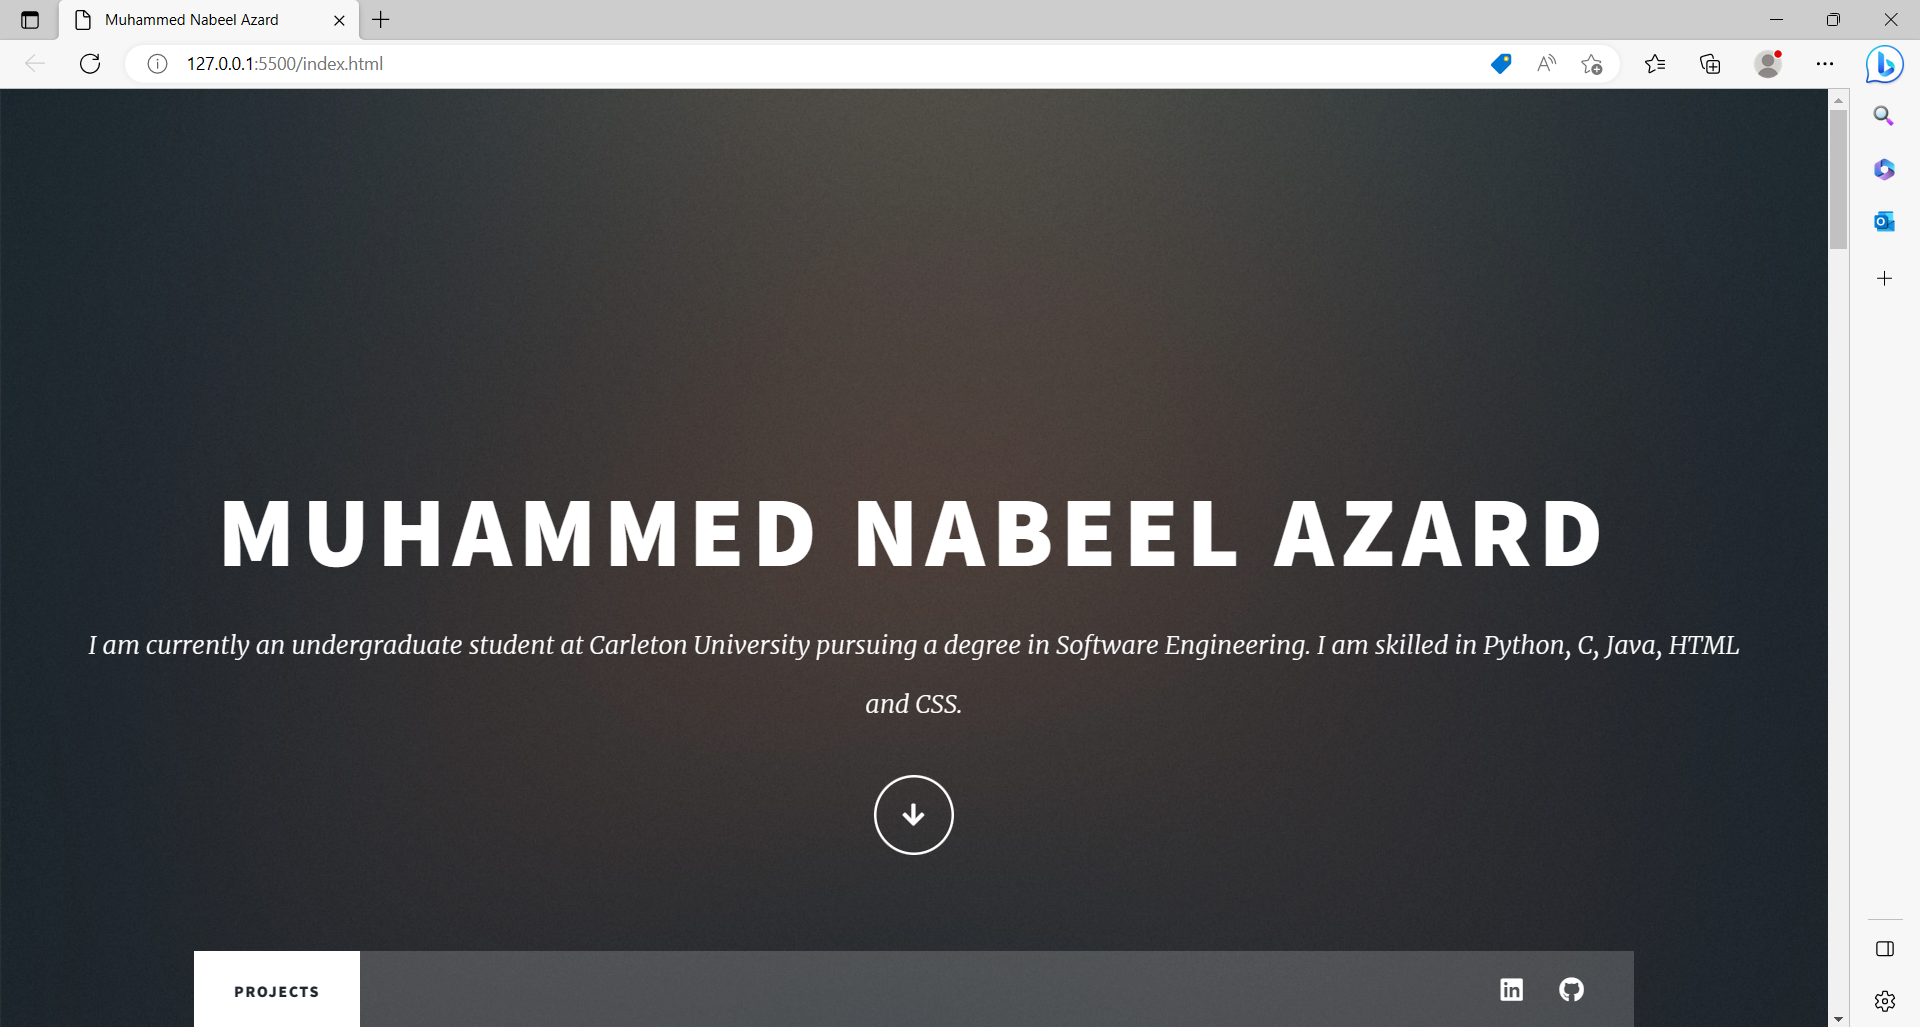 Muhammed Nabeel Azard
127.0.0.1:5500/index.html
MUHAMMED NABEEL AZARD
I am currently an undergraduate student at Carleton University pursuing a degree in Software Engineering. I am skilled in Python, C, Java, HTML
and CSS.
PROJECTS